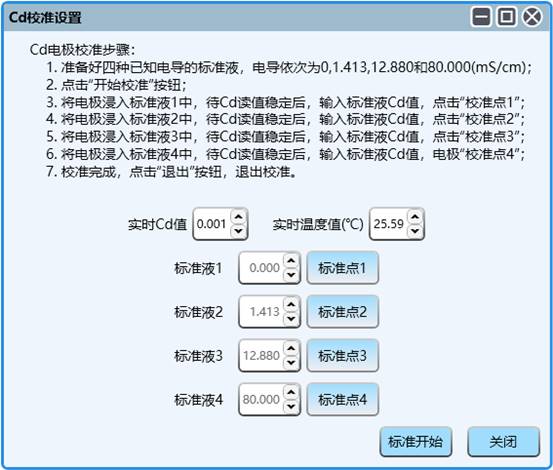 Cd校准设置
Cd电极校准步骤：
1. 准备好四种已知电导的标准液，电导依次为0,1.413,12.880和80.000(mS/cm)；
2. 点击“开始校准”按钮；
3. 将电极浸入标准液1中，待Cd读值稳定后，输入标准液Cd值，点击“校准点1”；
4. 将电极浸入标准液2中，待Cd读值稳定后，输入标准液Cd值，点击“校准点2”；
5. 将电极浸入标准液3中，待Cd读值稳定后，输入标准液Cd值，点击“校准点3”；
6. 将电极浸入标准液4中，待Cd读值稳定后，输入标准液Cd值，电极“校准点4”；
7. 校准完成，点击“退出”按钮，退出校准。
实时Cd值 0.001 实时温度值(℃) 25.59
标准液1 0.000 标准点1
标准液2 1.413 标准点2
标准液3 12.880 标准点3
标准液4 80.000 标准点4
标准开始 关闭